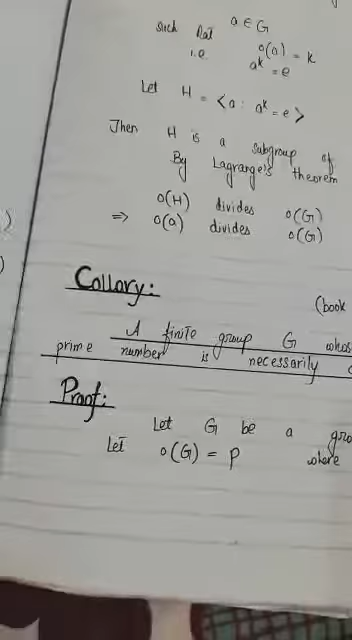 such that a ∈ G
i.e. o(a) = k
a^k = e
Let H = <a : a^k = e>
Then H is a subgroup of
By Lagrange's theorem
o(H) divides o(G)
⇒ o(a) divides o(G)
Collary:
(book
A finite group G whos
prime number is necessarily
Proof:
Let G be a gro
Let o(G) = p where